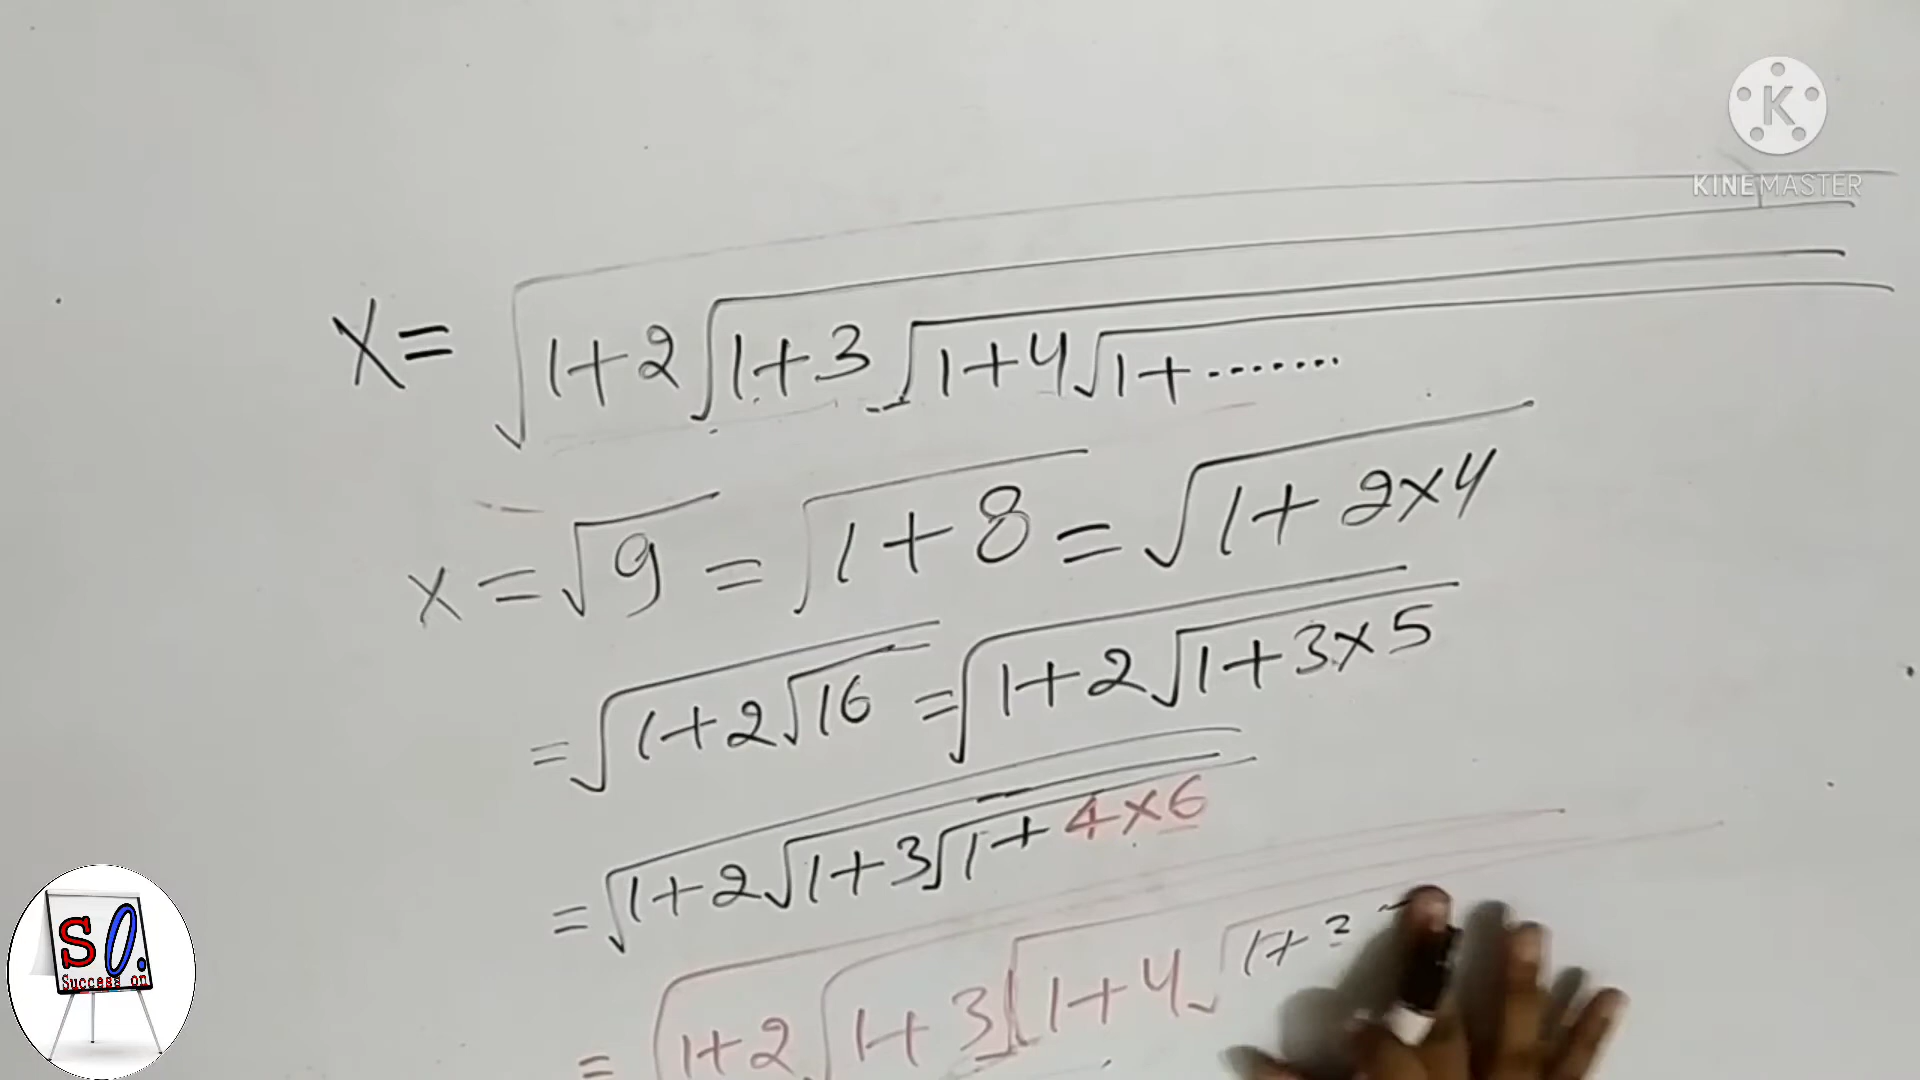 K
KINEMASTER
X = √1+2√1+3√1+4√1+.......
x = √9 = √1+8 = √1+2×4
= √1+2√16 = √1+2√1+3×5
= √1+2√1+3√1+4×6
= √1+2√1+3√1+4√1+
SO.
Success on